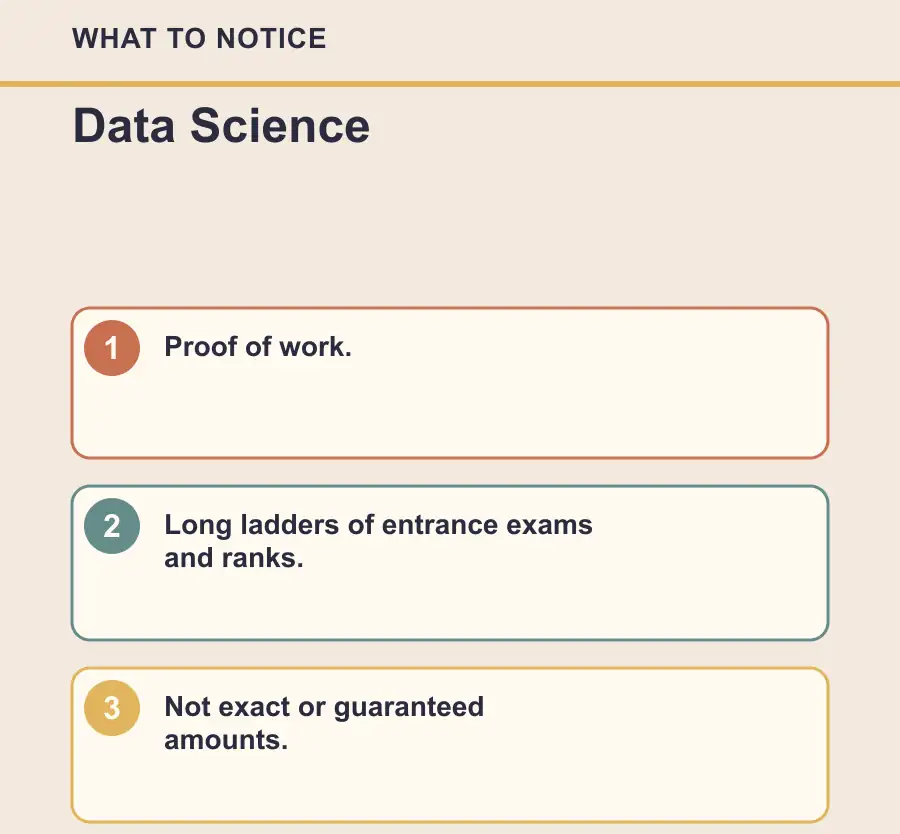 WHAT TO NOTICE
Data Science
1
Proof of work.
2
Long ladders of entrance exams
and ranks.
3
Not exact or guaranteed
amounts.